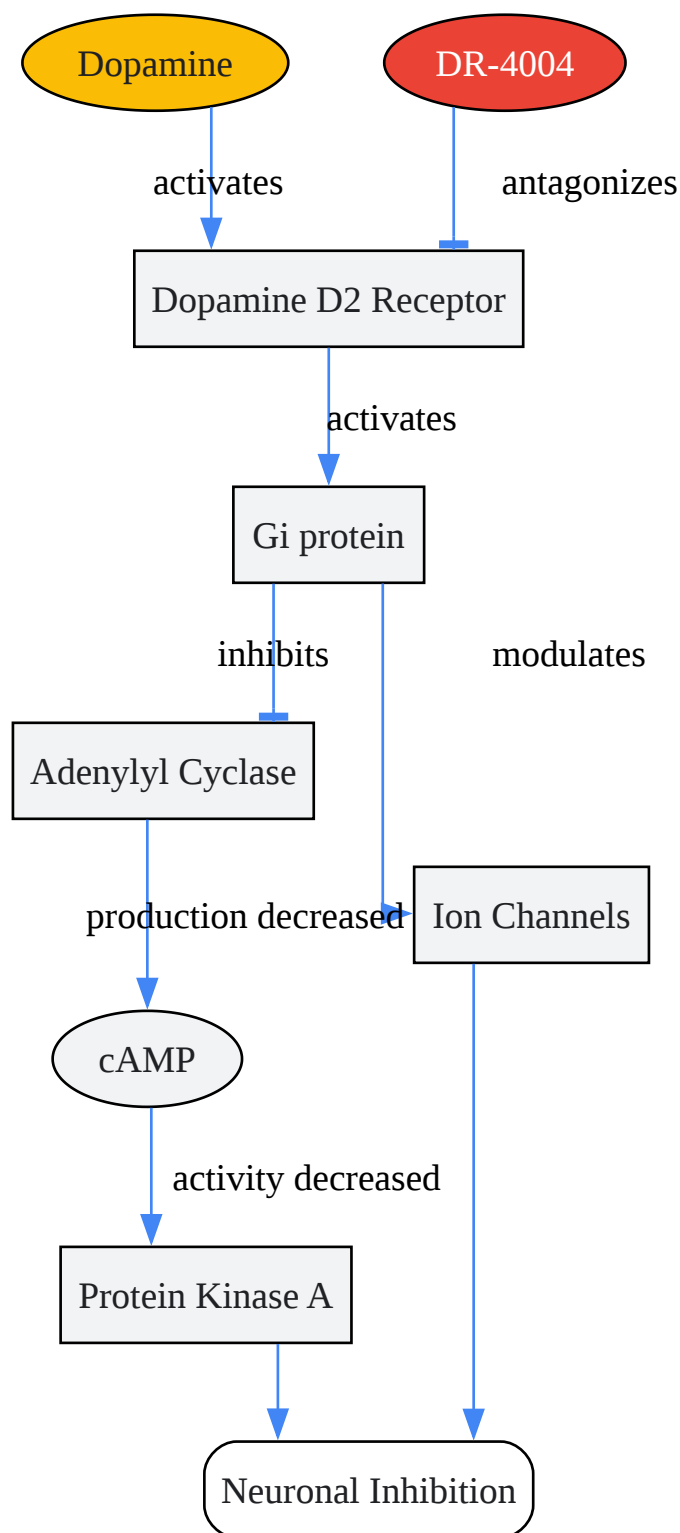 Dopamine
DR-4004
activates
antagonizes
Dopamine D2 Receptor
activates
Gi protein
inhibits
modulates
Adenylyl Cyclase
production decreased
Ion Channels
cAMP
activity decreased
Protein Kinase A
Neuronal Inhibition